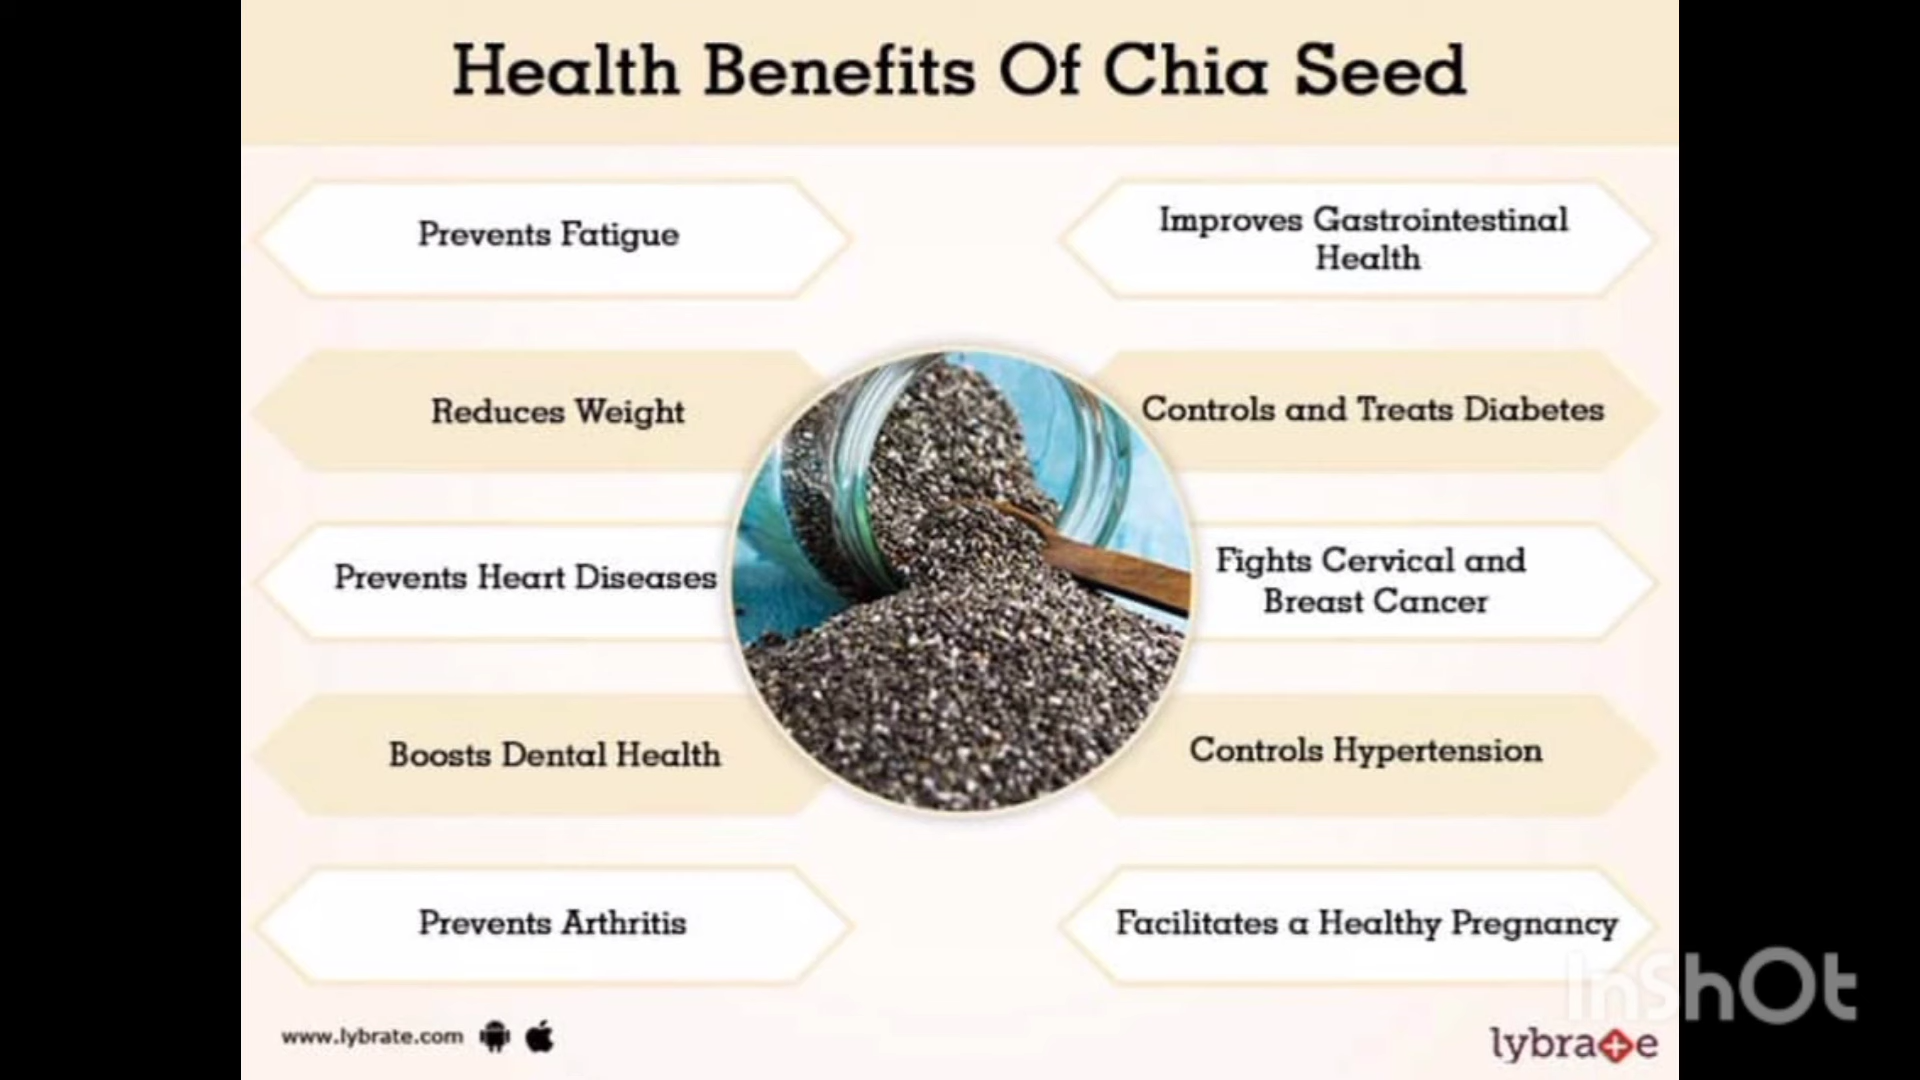 Health Benefits Of Chia Seed
Prevents Fatigue
Improves Gastrointestinal
Health
Reduces Weight
Controls and Treats Diabetes
Prevents Heart Diseases
Fights Cervical and
Breast Cancer
Boosts Dental Health
Controls Hypertension
Prevents Arthritis
Facilitates a Healthy Pregnancy
InShOt
www.lybrate.com
lybrate